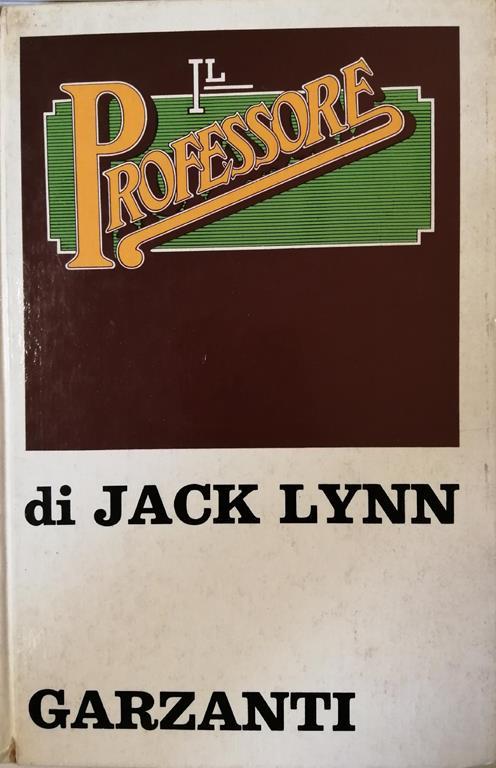 IL
PROFESSORE
di JACK LYNN
GARZANTI